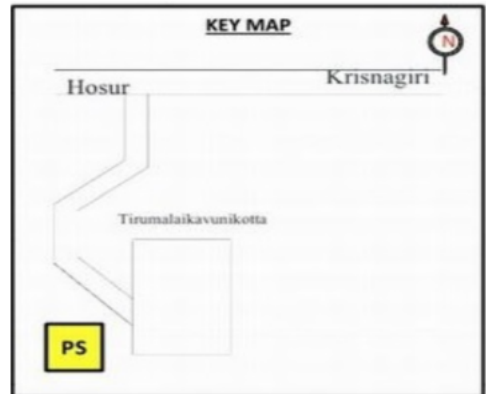 KEY MAP
N
Hosur
Krisnagiri
Tirumalaikavunikotta
PS